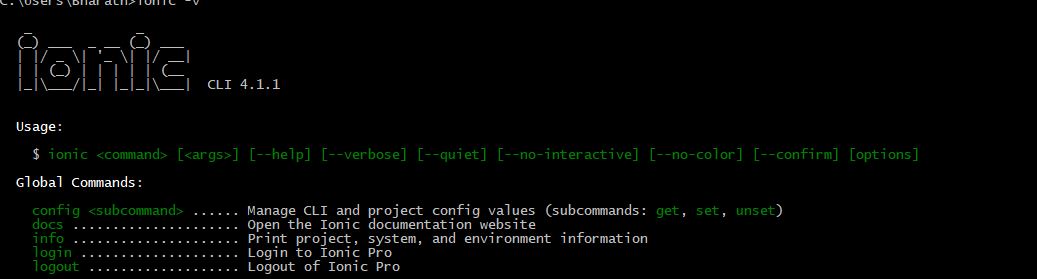 C:\Users\Bharath>ionic -v
ionic CLI 4.1.1
Usage:
$ ionic <command> [<args>] [--help] [--verbose] [--quiet] [--no-interactive] [--no-color] [--confirm] [options]
Global Commands:
config <subcommand> ...... Manage CLI and project config values (subcommands: get, set, unset)
docs ..................... Open the Ionic documentation website
info ..................... Print project, system, and environment information
login .................... Login to Ionic Pro
logout ................... Logout of Ionic Pro